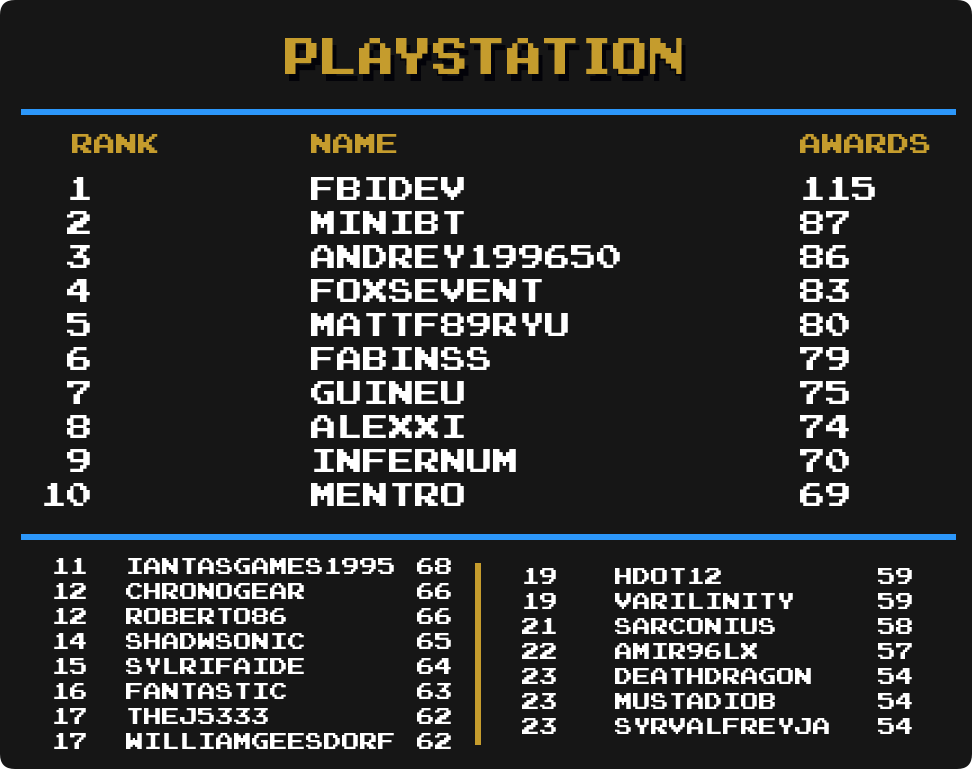 PLAYSTATION
RANK NAME AWARDS
1 FBIDEV 115
2 MINIBT 87
3 ANDREY199650 86
4 FOXSEVENT 83
5 MATTF89RYU 80
6 FABINSS 79
7 GUINEU 75
8 ALEXXI 74
9 INFERNUM 70
10 MENTRO 69
11 IANTASGAMES1995 68
12 CHRONOGEAR 66
12 ROBERTO86 66
14 SHADWSONIC 65
15 SYLRIFAIDE 64
16 FANTASTIC 63
17 THEJ5333 62
17 WILLIAMGEESDORF 62
19 HDOT12 59
19 VARILINITY 59
21 SARCONIUS 58
22 AMIR96LX 57
23 DEATHDRAGON 54
23 MUSTADIOB 54
23 SYRVALFREYJA 54